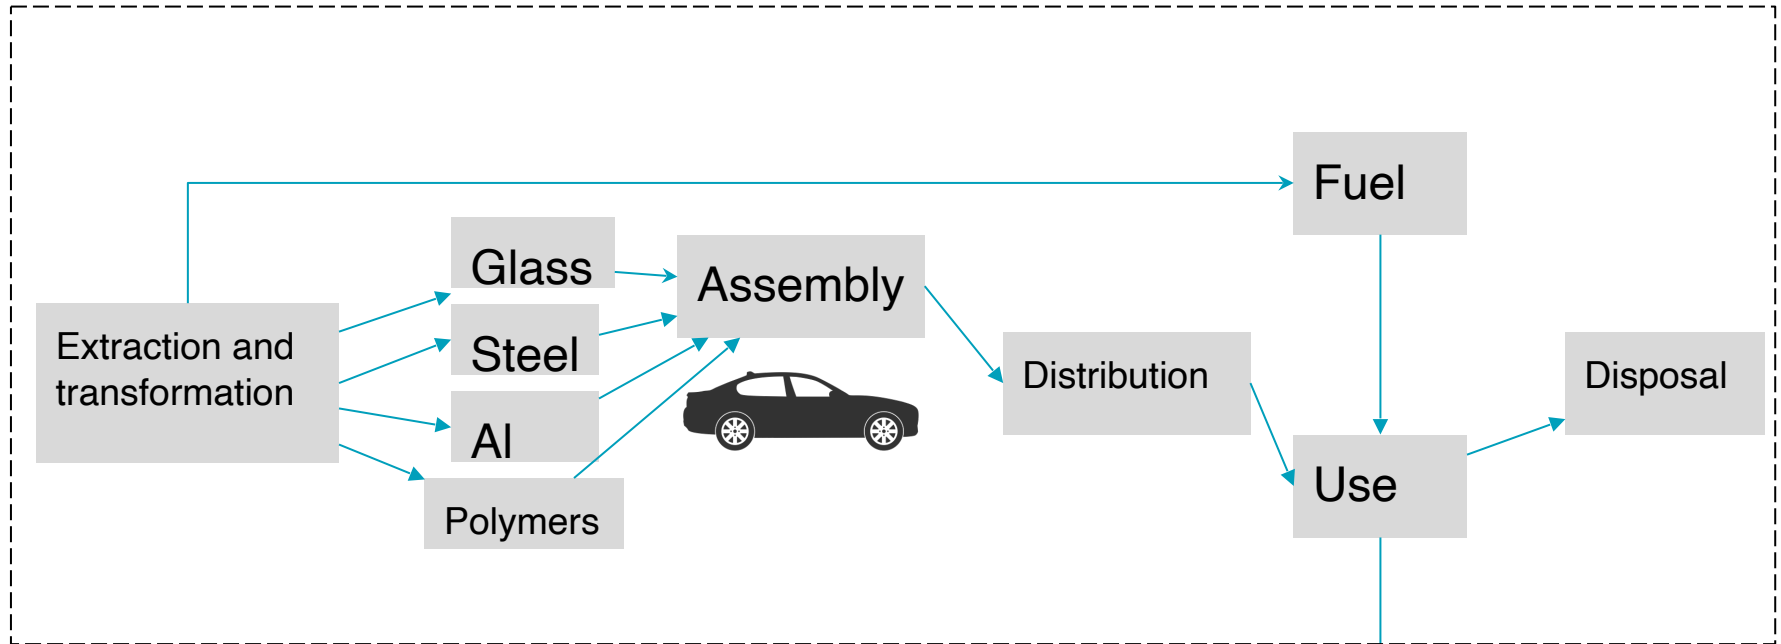 Fuel
Glass
Assembly
Extraction and
transformation
Steel
Distribution
Disposal
Al
Use
Polymers